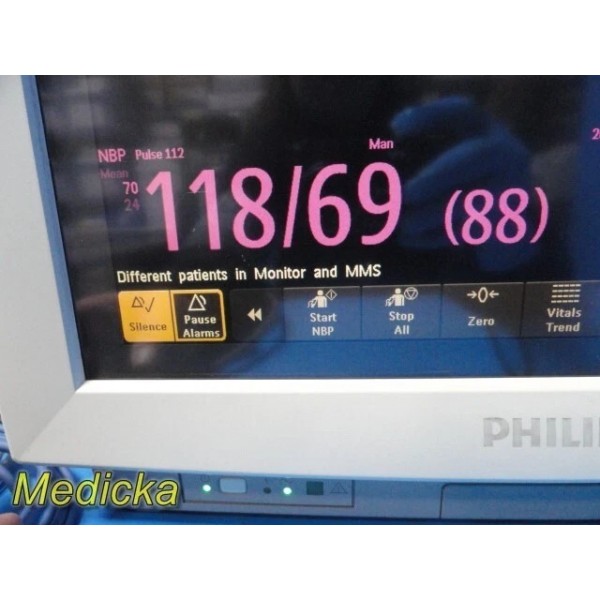 NBP Pulse 112 Man
Mean
70
24
118/69 (88)
Different patients in Monitor and MMS
Silence
Pause
Alarms
Start
NBP
Stop
All
Zero
Vitals
Trend
PHILI
Medicka